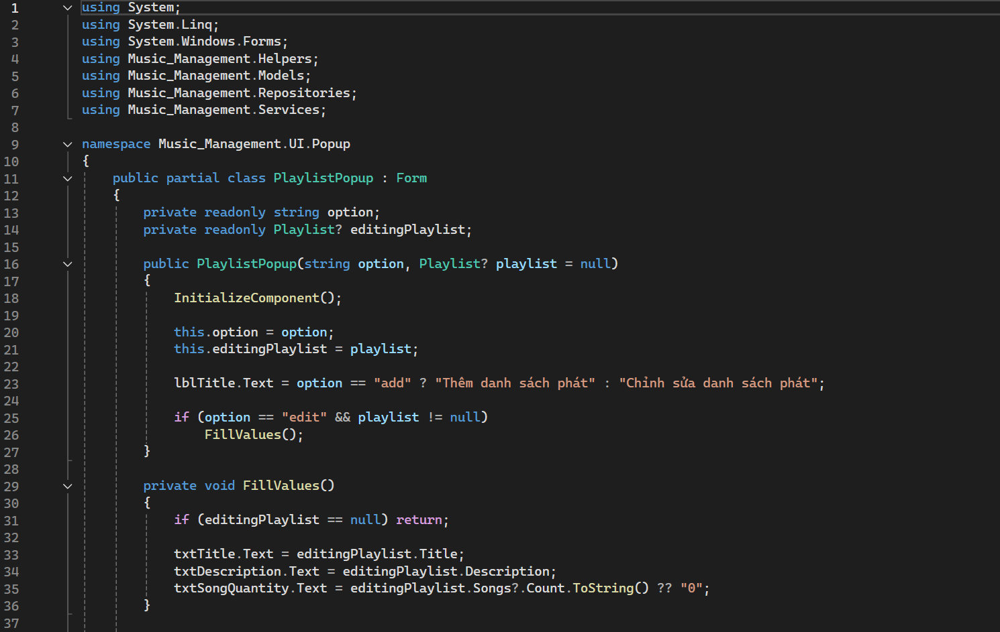 1 using System;
2 using System.Linq;
3 using System.Windows.Forms;
4 using Music_Management.Helpers;
5 using Music_Management.Models;
6 using Music_Management.Repositories;
7 using Music_Management.Services;
8
9 namespace Music_Management.UI.Popup
10 {
11     public partial class PlaylistPopup : Form
12     {
13         private readonly string option;
14         private readonly Playlist? editingPlaylist;
15
16         public PlaylistPopup(string option, Playlist? playlist = null)
17         {
18             InitializeComponent();
19
20             this.option = option;
21             this.editingPlaylist = playlist;
22
23             lblTitle.Text = option == "add" ? "Thêm danh sách phát" : "Chỉnh sửa danh sách phát";
24
25             if (option == "edit" && playlist != null)
26                 FillValues();
27         }
28
29         private void FillValues()
30         {
31             if (editingPlaylist == null) return;
32
33             txtTitle.Text = editingPlaylist.Title;
34             txtDescription.Text = editingPlaylist.Description;
35             txtSongQuantity.Text = editingPlaylist.Songs?.Count.ToString() ?? "0";
36         }
37